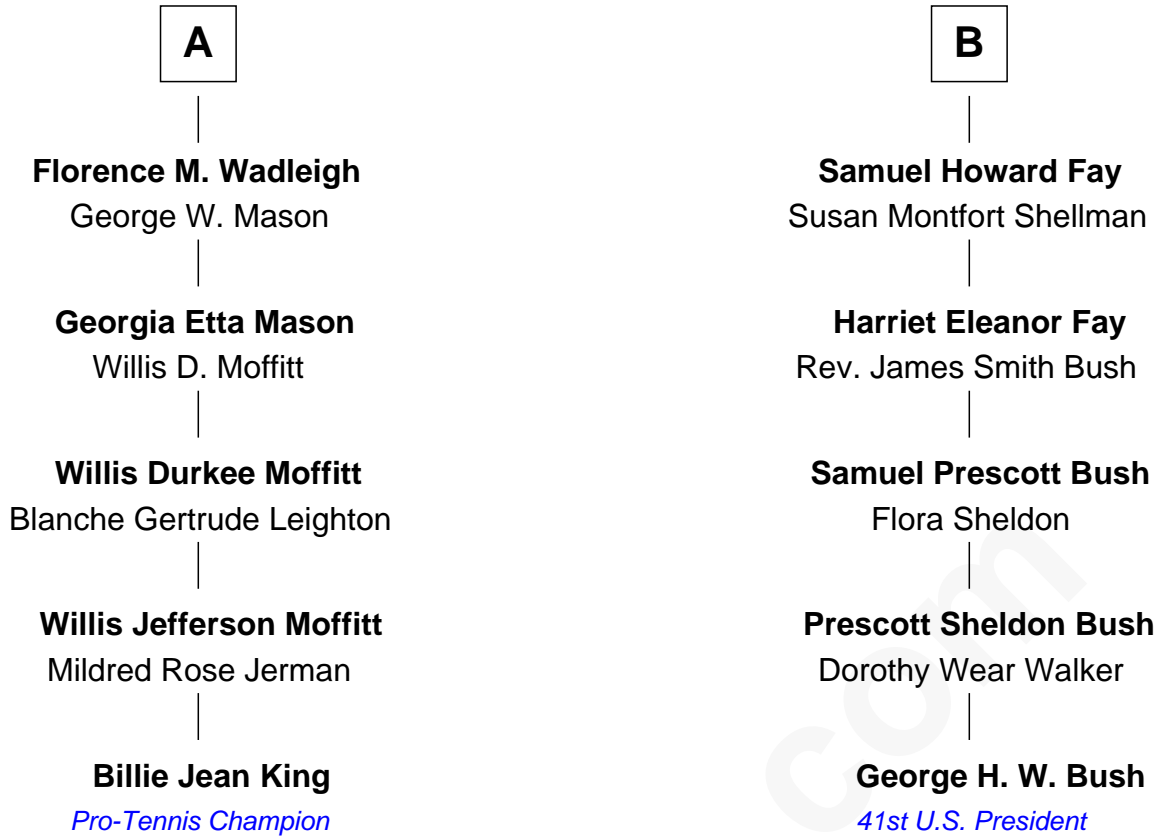 A
Florence M. Wadleigh
George W. Mason
Georgia Etta Mason
Willis D. Moffitt
Willis Durkee Moffitt
Blanche Gertrude Leighton
Willis Jefferson Moffitt
Mildred Rose Jerman
Billie Jean King
Pro-Tennis Champion
B
Samuel Howard Fay
Susan Montfort Shellman
Harriet Eleanor Fay
Rev. James Smith Bush
Samuel Prescott Bush
Flora Sheldon
Prescott Sheldon Bush
Dorothy Wear Walker
George H. W. Bush
41st U.S. President
com